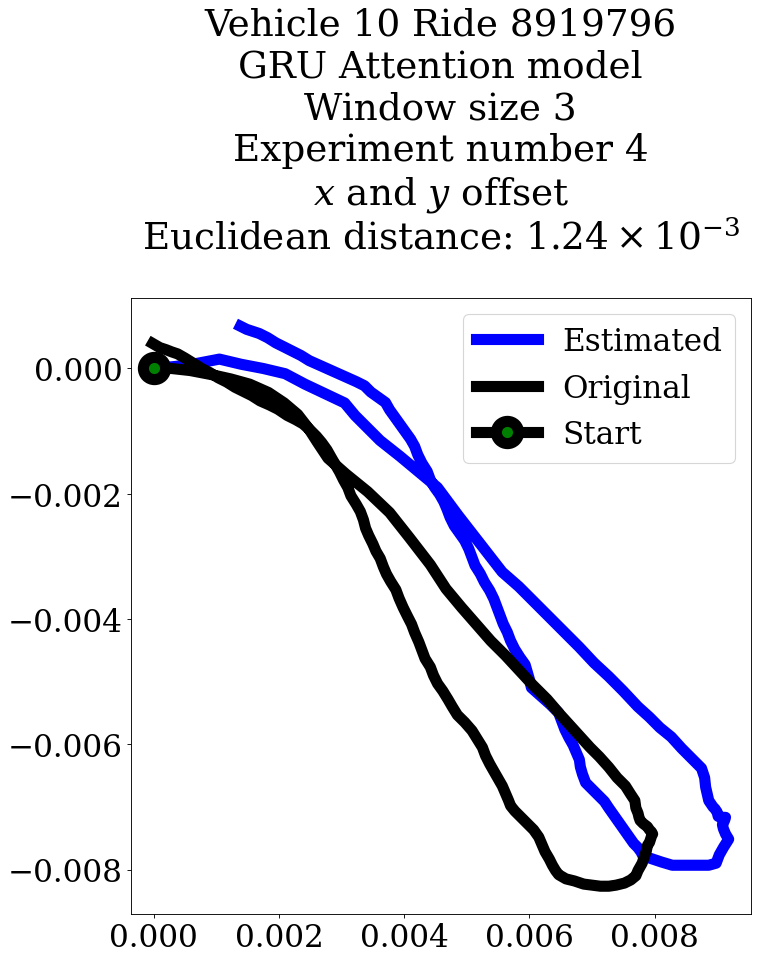 Vehicle 10 Ride 8919796
GRU Attention model
Window size 3
Experiment number 4
x and y offset
Euclidean distance: 1.24 × 10⁻³
Estimated
Original
Start
0.000
−0.002
−0.004
−0.006
−0.008
0.000 0.002 0.004 0.006 0.008